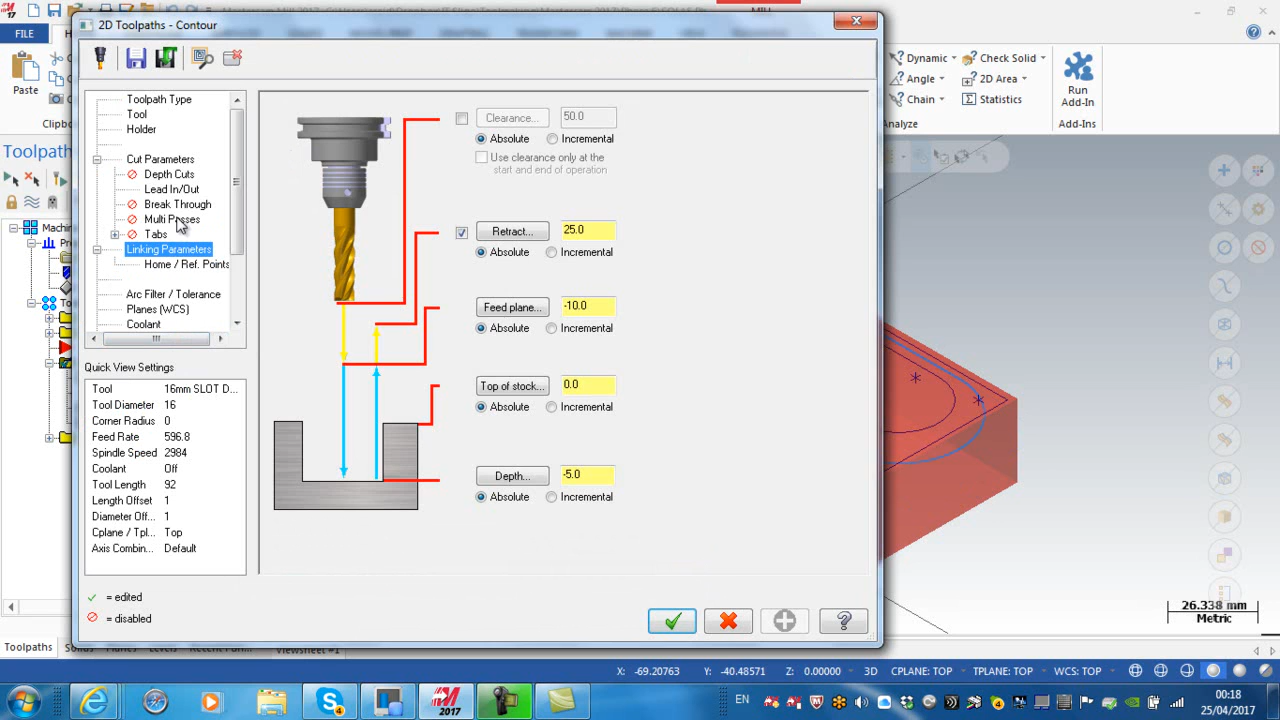 2D Toolpaths - Contour
FILE
Paste
Clipb
Dynamic
Check Solid
Angle
2D Area
Chain
Statistics
Run
Add-In
nalyze
Add-Ins
Toolpath
Toolpath Type
Tool
Holder
Cut Parameters
Depth Cuts
Lead In/Out
Break Through
Multi Passes
Tabs
Linking Parameters
Home / Ref. Points
Arc Filter / Tolerance
Planes (WCS)
Coolant
Machin
Clearance...
50.0
Absolute
Incremental
Use clearance only at the
start and end of operation
Retract...
25.0
Absolute
Incremental
Feed plane...
-10.0
Absolute
Incremental
Top of stock...
0.0
Absolute
Incremental
Depth...
-5.0
Absolute
Incremental
Quick View Settings
Tool 16mm SLOT D...
Tool Diameter 16
Corner Radius 0
Feed Rate 596.8
Spindle Speed 2984
Coolant Off
Tool Length 92
Length Offset 1
Diameter Off... 1
Cplane / Tpl... Top
Axis Combin... Default
= edited
= disabled
26.338 mm
Metric
Toolpaths
Viewsheet #1
X: -69.20763 Y: -40.48571 Z: 0.00000 3D CPLANE: TOP TPLANE: TOP WCS: TOP
2017
4
EN
00:18
25/04/2017